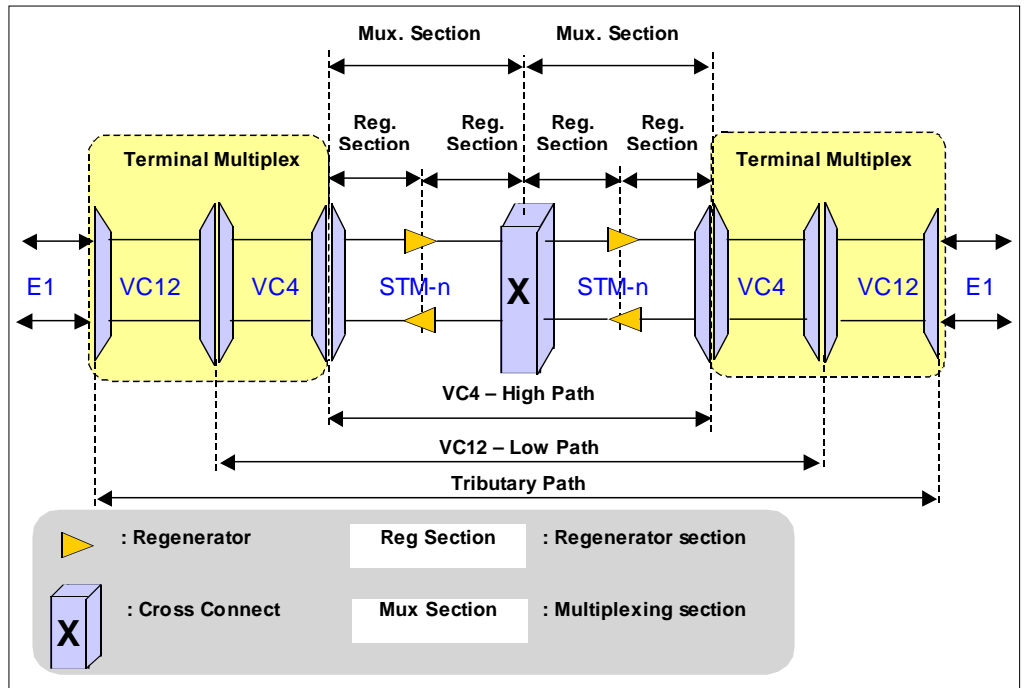 Mux. Section Mux. Section
Reg. Section Reg. Section Reg. Section Reg. Section
Terminal Multiplex Terminal Multiplex
E1 VC12 VC4 STM-n X STM-n VC4 VC12 E1
VC4 – High Path
VC12 – Low Path
Tributary Path
: Regenerator Reg Section : Regenerator section
X : Cross Connect Mux Section : Multiplexing section